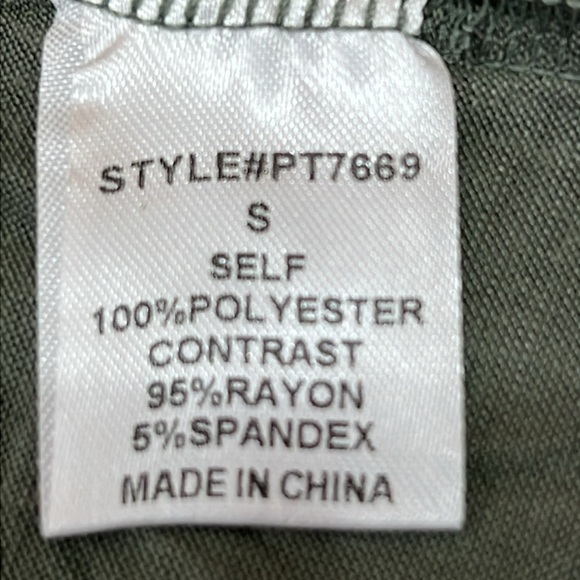 STYLE#PT7669
S
SELF
100%POLYESTER
CONTRAST
95%RAYON
5%SPANDEX
MADE IN CHINA